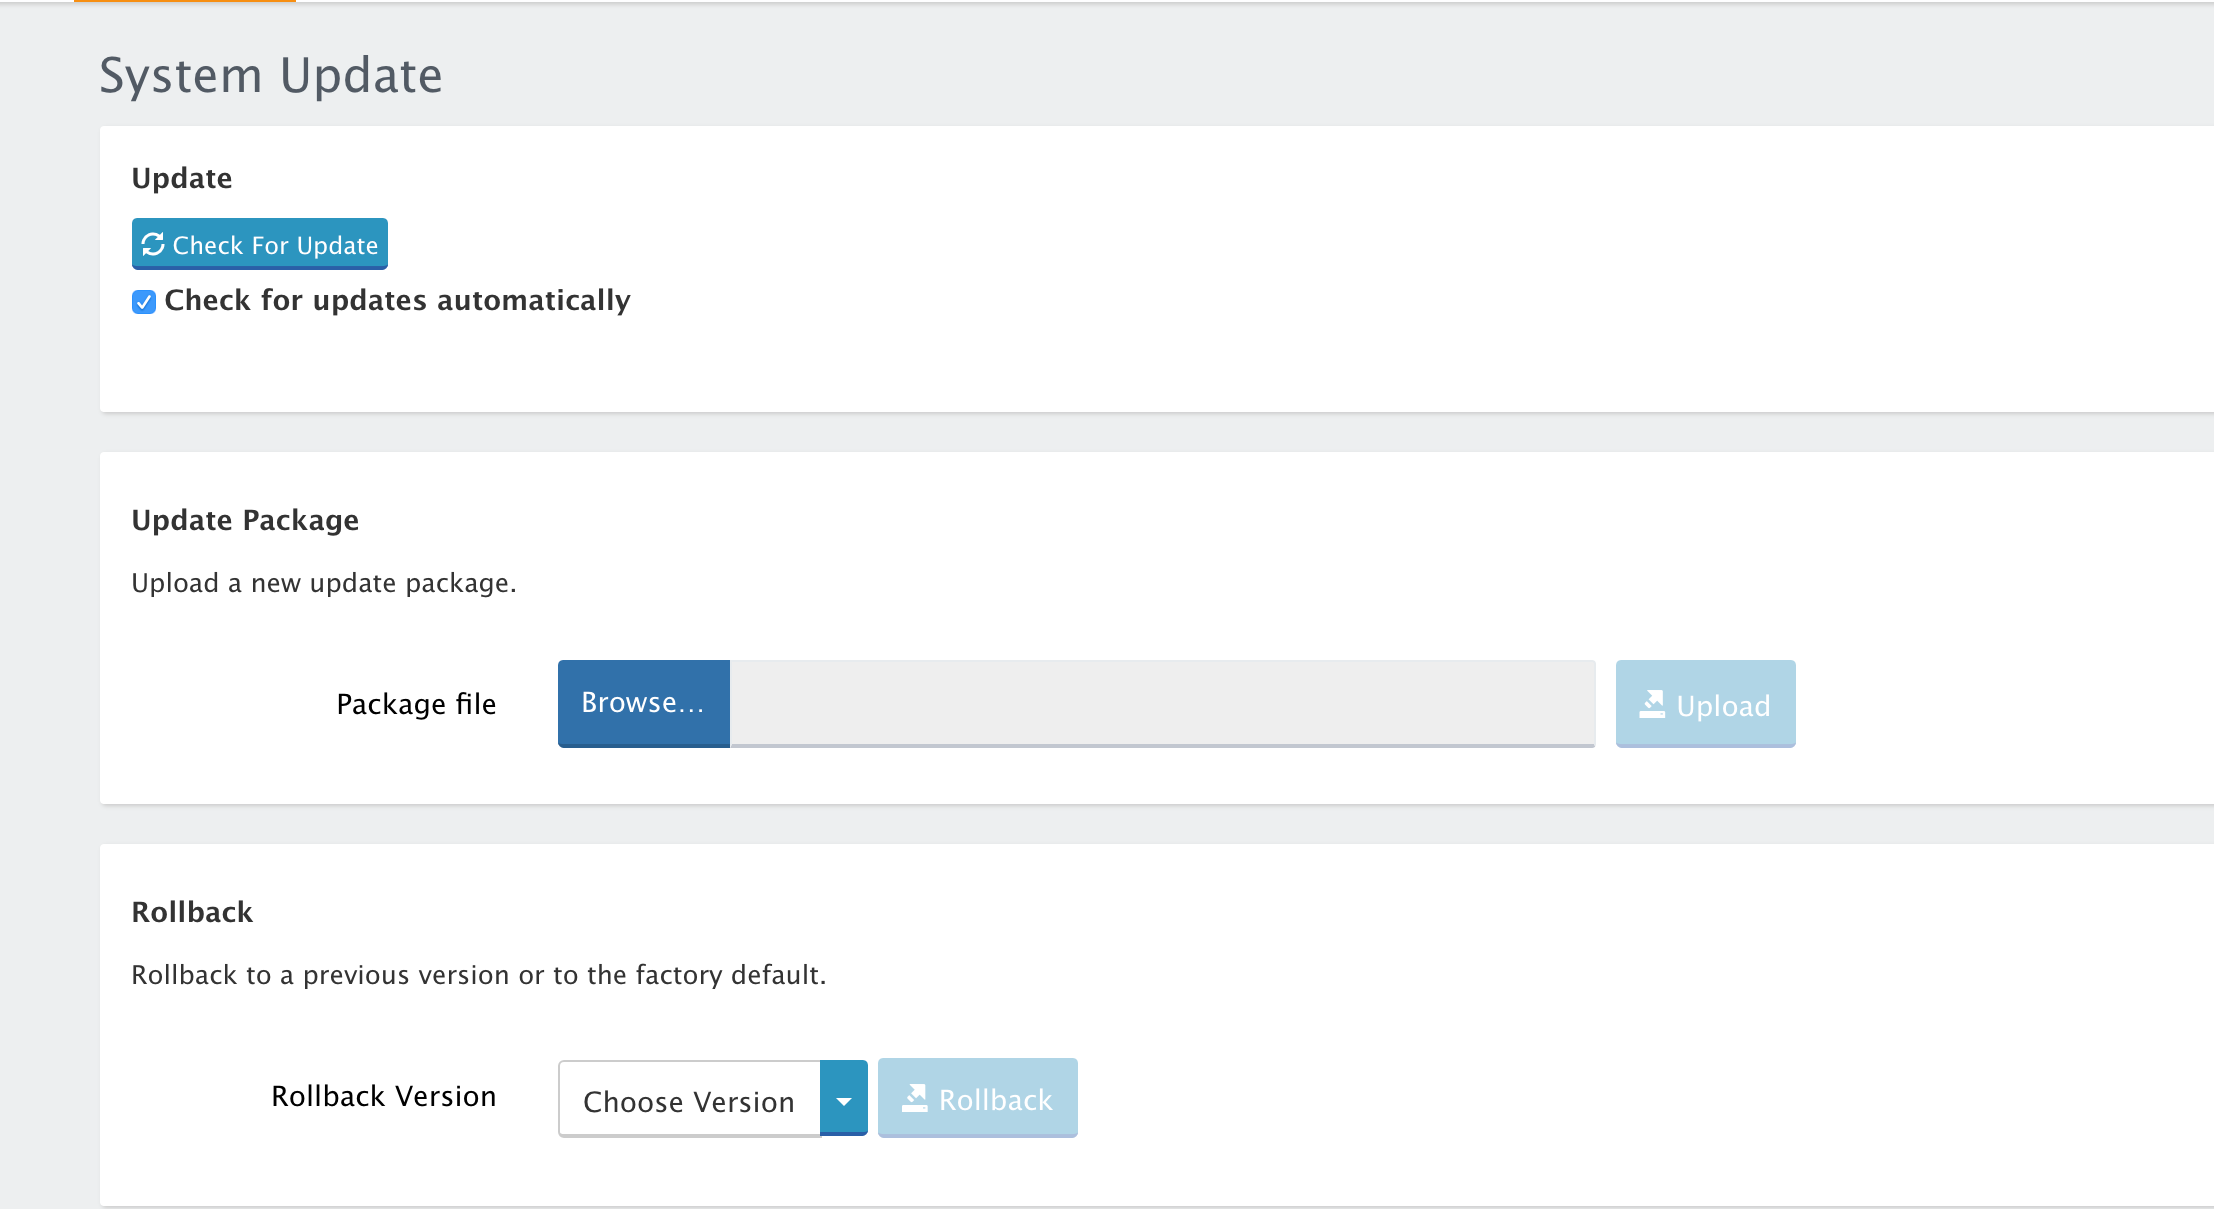 System Update
Update
Check For Update
Check for updates automatically
Update Package
Upload a new update package.
Package file
Browse...
Upload
Rollback
Rollback to a previous version or to the factory default.
Rollback Version
Choose Version
Rollback